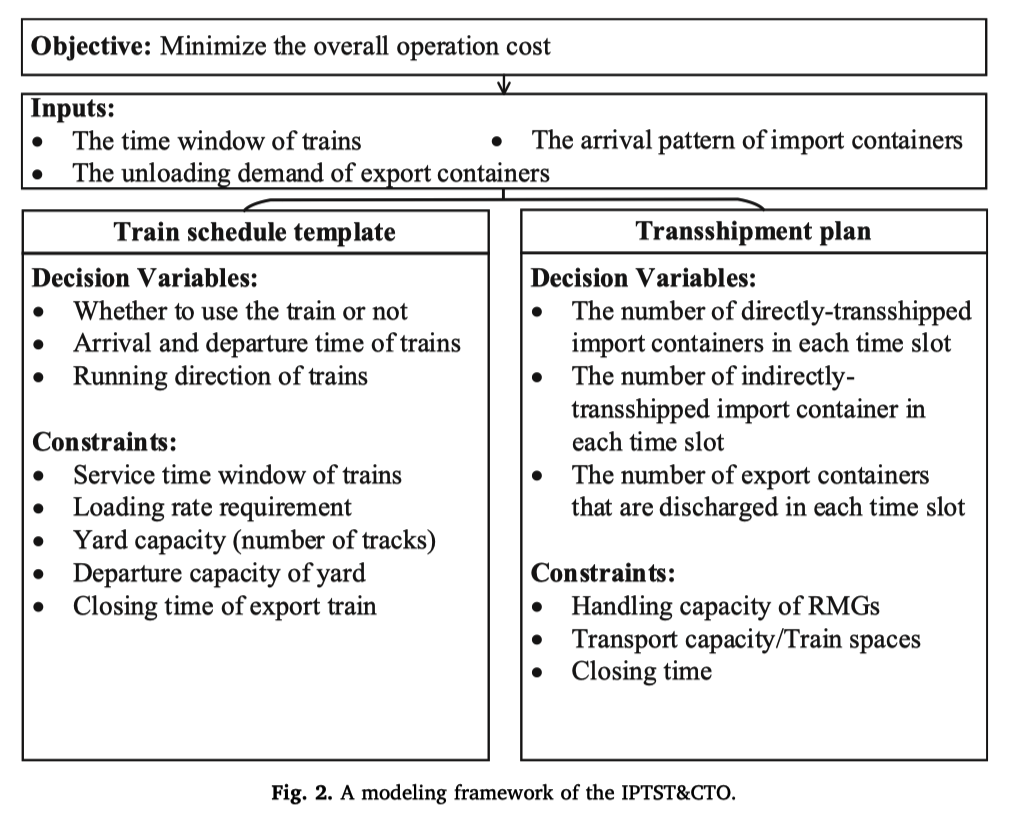 Objective: Minimize the overall operation cost
Inputs:
• The time window of trains
• The arrival pattern of import containers
• The unloading demand of export containers
Train schedule template
Decision Variables:
• Whether to use the train or not
• Arrival and departure time of trains
• Running direction of trains
Constraints:
• Service time window of trains
• Loading rate requirement
• Yard capacity (number of tracks)
• Departure capacity of yard
• Closing time of export train
Transshipment plan
Decision Variables:
• The number of directly-transshipped
import containers in each time slot
• The number of indirectly-
transshipped import container in
each time slot
• The number of export containers
that are discharged in each time slot
Constraints:
• Handling capacity of RMGs
• Transport capacity/Train spaces
• Closing time
Fig. 2. A modeling framework of the IPTST&CTO.